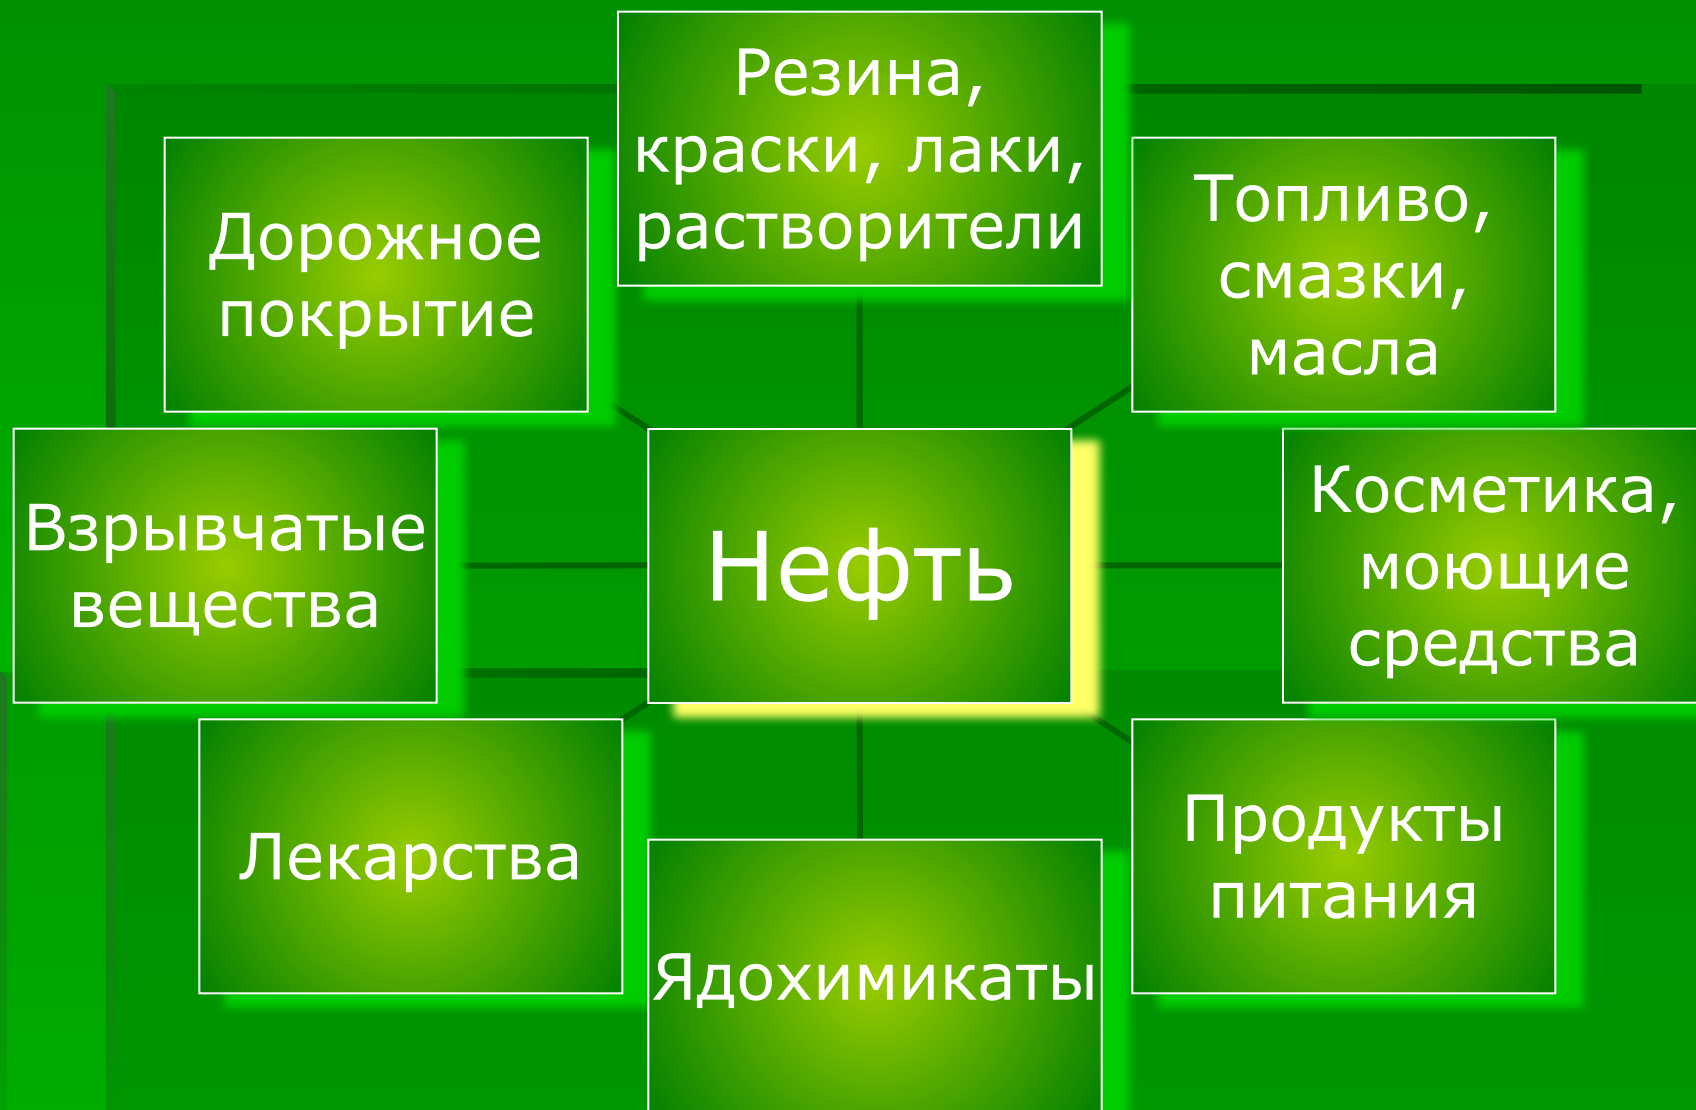 Резина,
краски, лаки,
растворители
Дорожное
покрытие
Топливо,
смазки,
масла
Взрывчатые
вещества
Нефть
Косметика,
моющие
средства
Лекарства
Ядохимикаты
Продукты
питания